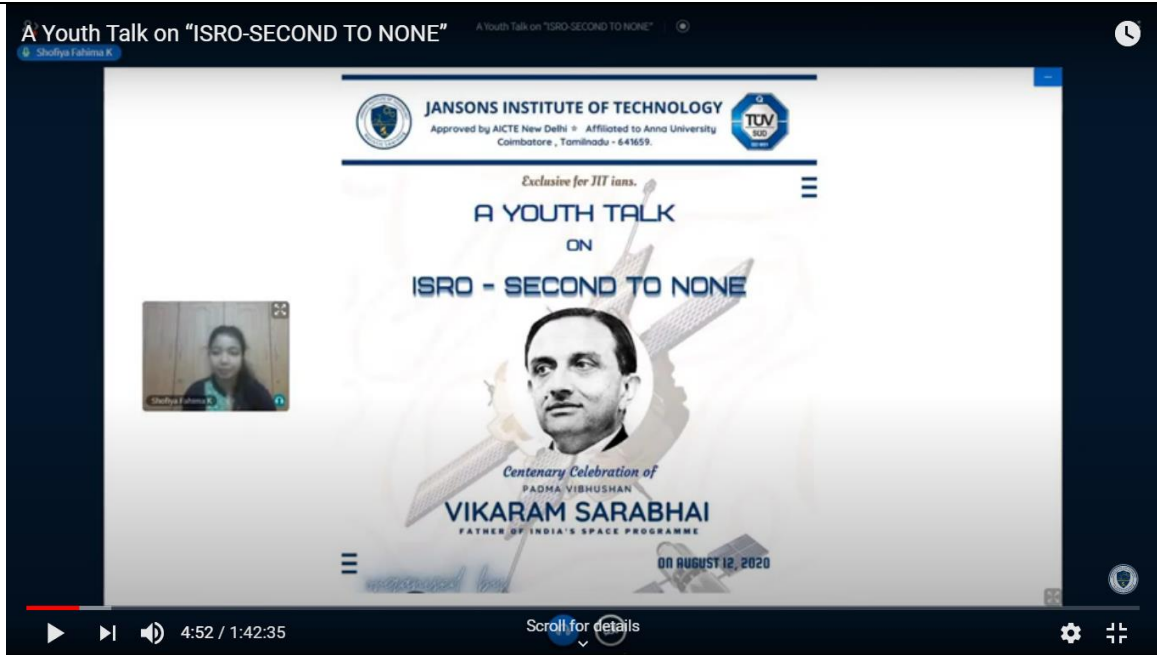 A Youth Talk on “ISRO-SECOND TO NONE”
A Youth Talk on "ISRO-SECOND TO NONE"
Shofiya Fahima K
JANSONS INSTITUTE OF TECHNOLOGY
Approved by AICTE New Delhi Affiliated to Anna University
Coimbatore , Tamilnadu - 641659.
TÜV
SÜD
Exclusive for JIT ians.
A YOUTH TALK
ON
ISRO - SECOND TO NONE
Shofiya Fahima K
Centenary Celebration of
PADMA VIBHUSHAN
VIKARAM SARABHAI
FATHER OF INDIA'S SPACE PROGRAMME
ON AUGUST 12, 2020
4:52 / 1:42:35
Scroll for details